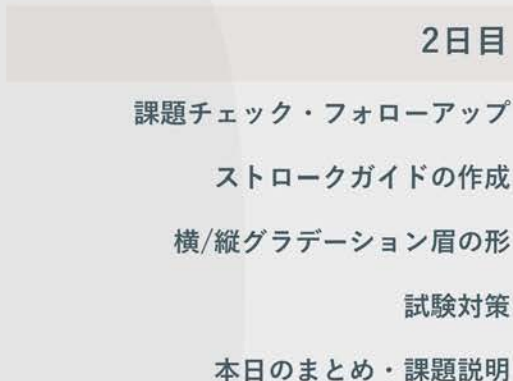 2日目
課題チェック・フォローアップ
ストロークガイドの作成
横/縦グラデーション眉の形
試験対策
本日のまとめ・課題説明